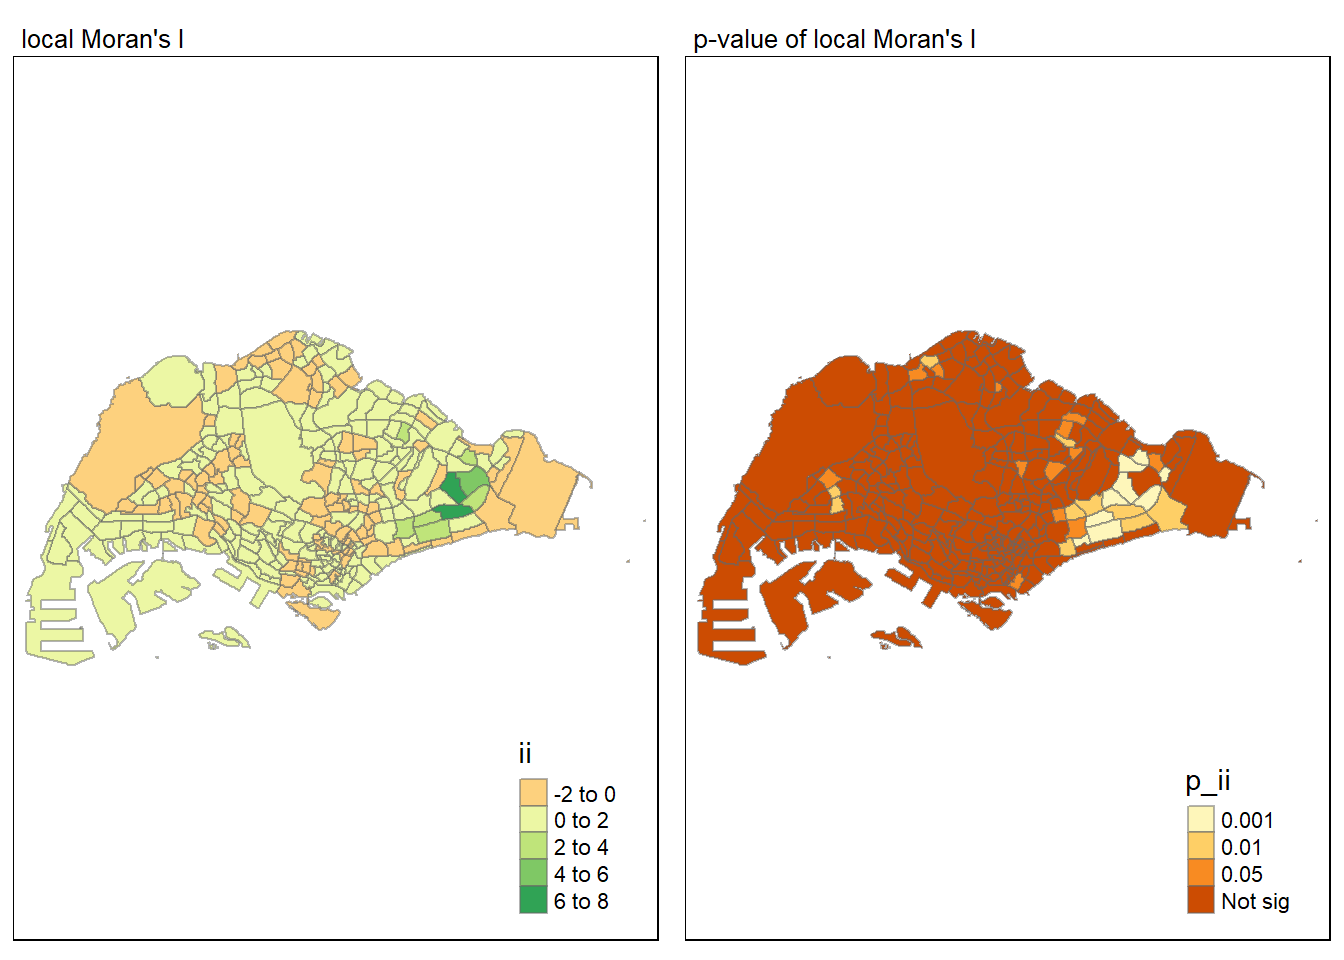 local Moran's I
p-value of local Moran's I
ii
-2 to 0
0 to 2
2 to 4
4 to 6
6 to 8
p_ii
0.001
0.01
0.05
Not sig